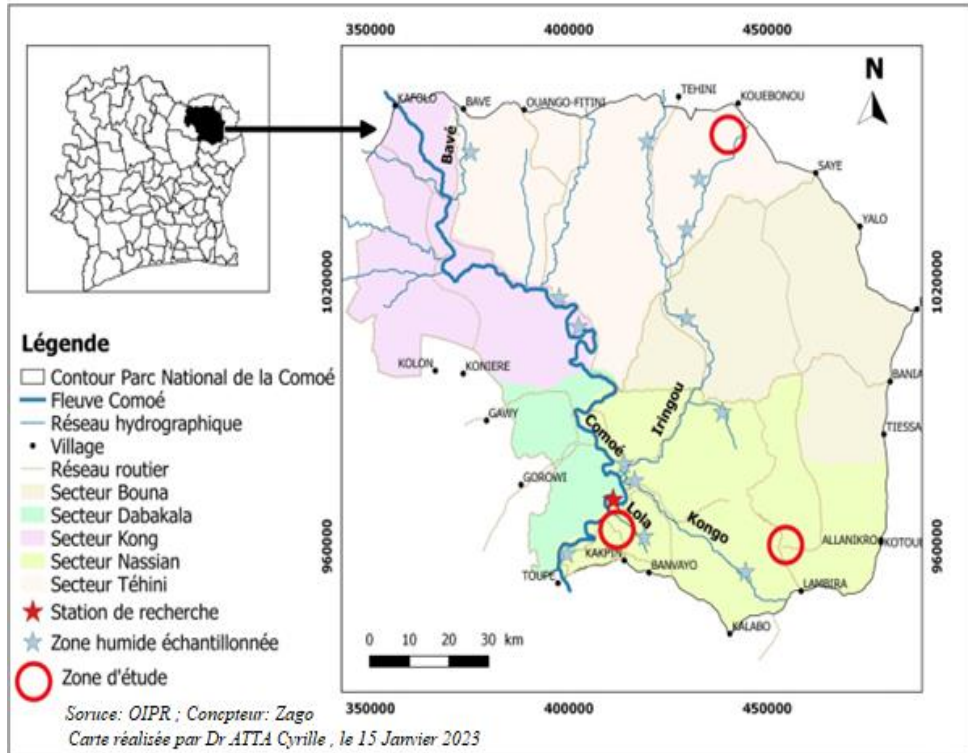 350000 400000 450000
N
TEHINI
KOUEBONOU
KAFOLO
BAVE
OUANGO-FITINI
Bavé
SAYE
YALO
1020000
1020000
Légende
Contour Parc National de la Comoé
Fleuve Comoé
Réseau hydrographique
Village
Réseau routier
Secteur Bouna
Secteur Dabakala
Secteur Kong
Secteur Nassian
Secteur Téhini
Station de recherche
Zone humide échantillonnée
Zone d'étude
KOLON
KONIERE
BANIA
GAWY
TIESSA
Iringou
Comoé
GOROWI
Lola
Kongo
960000
960000
ALLANIKRO
KOTOU
KAKPIN
BANVAYO
TOUPE
LAMBIRA
KALABO
0 10 20 30 km
350000 400000 450000
Soruce: OIPR ; Concpteur: Zago
Carte réalisée par Dr ATTA Cyrille , le 15 Janvier 2023